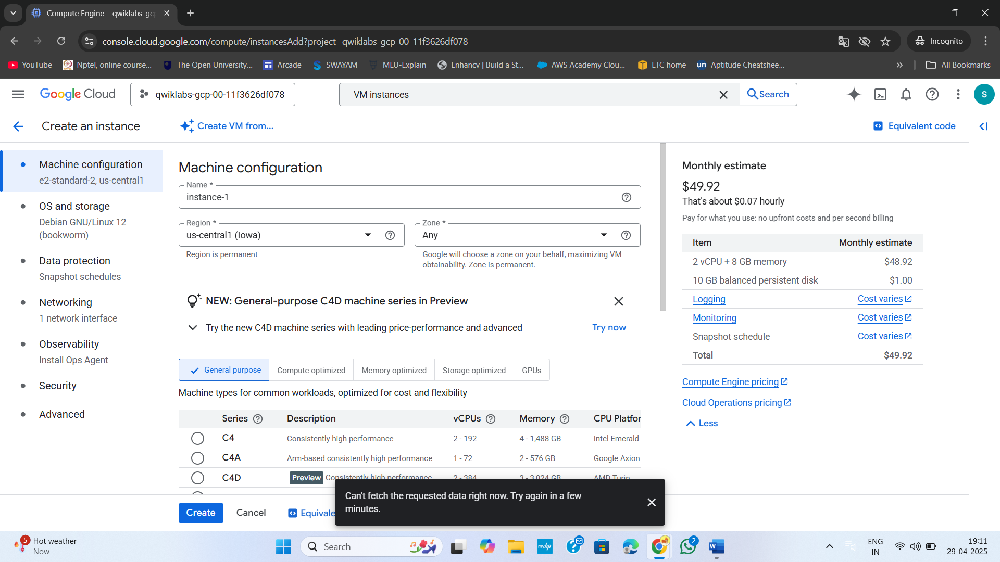 Compute Engine – qwiklabs-gc
console.cloud.google.com/compute/instancesAdd?project=qwiklabs-gcp-00-11f3626df078
Incognito
YouTube
Nptel, online course...
The Open University...
Arcade
SWAYAM
MLU-Explain
Enhancv | Build a St...
AWS Academy Clou...
ETC home
un Aptitude Cheatshee...
All Bookmarks
Google Cloud
qwiklabs-gcp-00-11f3626df078
VM instances
Search
S
Create an instance
Create VM from...
Equivalent code
Machine configuration
e2-standard-2, us-central1
OS and storage
Debian GNU/Linux 12
(bookworm)
Data protection
Snapshot schedules
Networking
1 network interface
Observability
Install Ops Agent
Security
Advanced
Machine configuration
Name *
instance-1
Region *
us-central1 (Iowa)
Region is permanent
Zone *
Any
Google will choose a zone on your behalf, maximizing VM
obtainability. Zone is permanent.
NEW: General-purpose C4D machine series in Preview
Try the new C4D machine series with leading price-performance and advanced
Try now
General purpose
Compute optimized
Memory optimized
Storage optimized
GPUs
Machine types for common workloads, optimized for cost and flexibility
Series Description vCPUs Memory CPU Platfor
C4 Consistently high performance 2 - 192 4 - 1,488 GB Intel Emerald
C4A Arm-based consistently high performance 1 - 72 2 - 576 GB Google Axion
C4D Preview Consistently high performance 2 - 384 3 - 3,024 GB AMD Turin
Create
Cancel
Equivale
Can't fetch the requested data right now. Try again in a few
minutes.
Monthly estimate
$49.92
That's about $0.07 hourly
Pay for what you use: no upfront costs and per second billing
Item Monthly estimate
2 vCPU + 8 GB memory $48.92
10 GB balanced persistent disk $1.00
Logging Cost varies
Monitoring Cost varies
Snapshot schedule Cost varies
Total $49.92
Compute Engine pricing
Cloud Operations pricing
Less
5
Hot weather
Now
Search
myhp
2
W
ENG
IN
19:11
29-04-2025